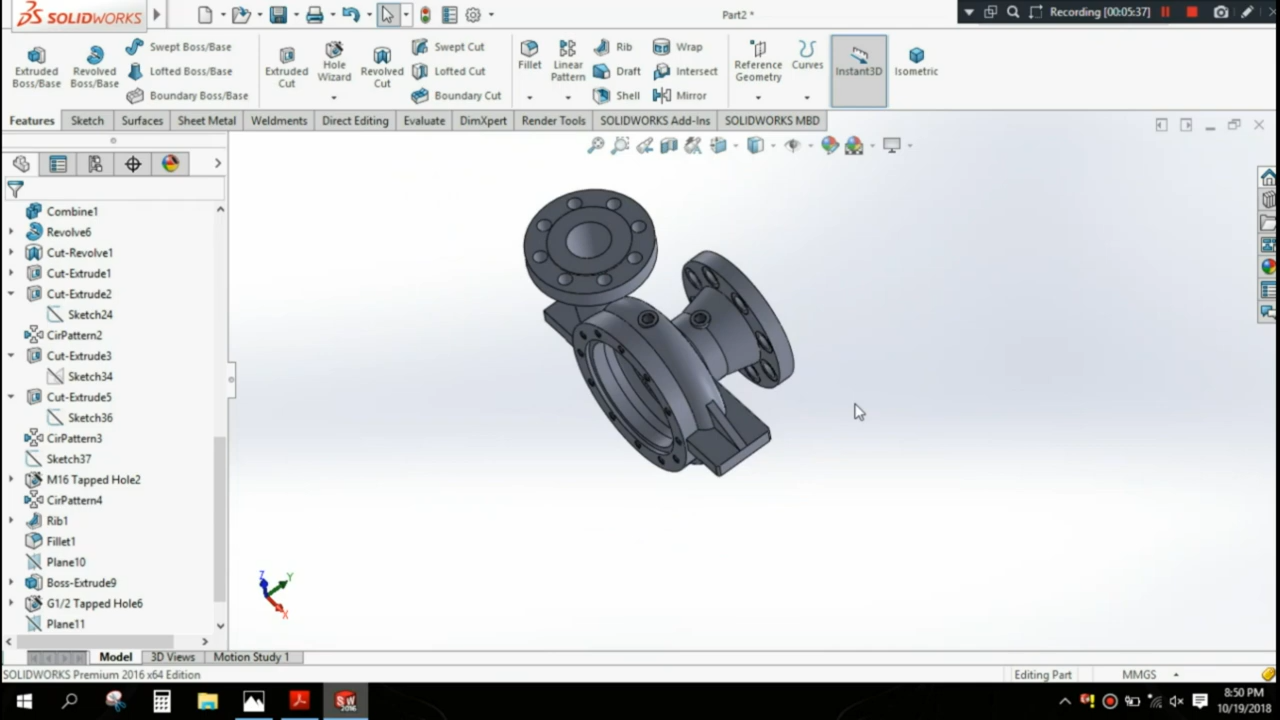 SOLIDWORKS
Part2 *
Recording [00:05:37]
Extruded Boss/Base
Revolved Boss/Base
Swept Boss/Base
Lofted Boss/Base
Boundary Boss/Base
Extruded Cut
Hole Wizard
Revolved Cut
Swept Cut
Lofted Cut
Boundary Cut
Fillet
Linear Pattern
Rib
Draft
Shell
Wrap
Intersect
Mirror
Reference Geometry
Curves
Instant3D
Isometric
Features
Sketch
Surfaces
Sheet Metal
Weldments
Direct Editing
Evaluate
DimXpert
Render Tools
SOLIDWORKS Add-Ins
SOLIDWORKS MBD
Combine1
Revolve6
Cut-Revolve1
Cut-Extrude1
Cut-Extrude2
Sketch24
CirPattern2
Cut-Extrude3
Sketch34
Cut-Extrude5
Sketch36
CirPattern3
Sketch37
M16 Tapped Hole2
CirPattern4
Rib1
Fillet1
Plane10
Boss-Extrude9
G1/2 Tapped Hole6
Plane11
Z
Y
X
Model
3D Views
Motion Study 1
SOLIDWORKS Premium 2016 x64 Edition
Editing Part
MMGS
8:50 PM
10/19/2018